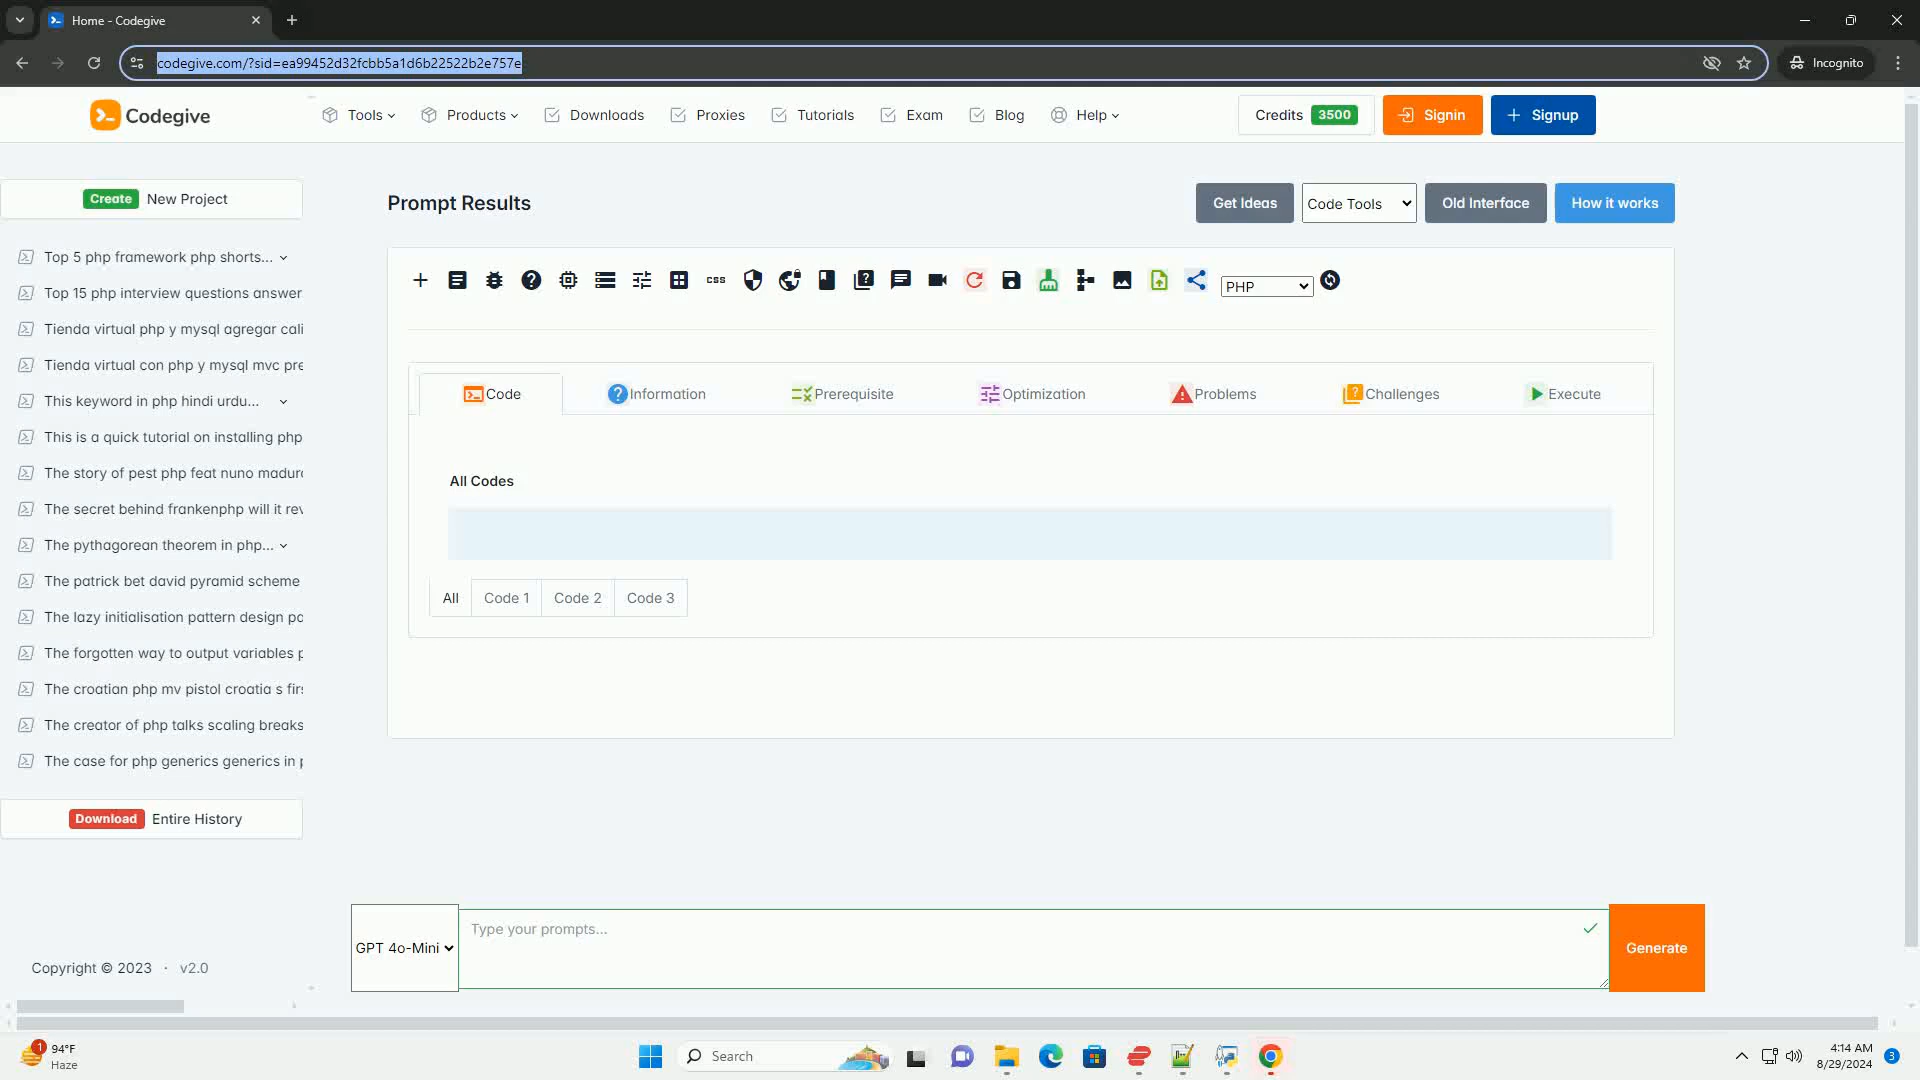 Home - Codegive
codegive.com/?sid=ea99452d32fcbb5a1d6b22522b2e757e
Incognito
Codegive
Tools
Products
Downloads
Proxies
Tutorials
Exam
Blog
Help
Credits 3500
Signin
Signup
Create New Project
Top 5 php framework php shorts...
Top 15 php interview questions answer
Tienda virtual php y mysql agregar cali
Tienda virtual con php y mysql mvc pre
This keyword in php hindi urdu...
This is a quick tutorial on installing php
The story of pest php feat nuno madur
The secret behind frankenphp will it rev
The pythagorean theorem in php...
The patrick bet david pyramid scheme
The lazy initialisation pattern design pa
The forgotten way to output variables p
The croatian php mv pistol croatia s firs
The creator of php talks scaling breaks
The case for php generics generics in p
Download Entire History
Copyright © 2023 · v2.0
Prompt Results
Get Ideas
Code Tools
Old Interface
How it works
CSS
PHP
Code
Information
Prerequisite
Optimization
Problems
Challenges
Execute
All Codes
All
Code 1
Code 2
Code 3
GPT 4o-Mini
Type your prompts...
Generate
1
94°F
Haze
Search
4:14 AM
8/29/2024
3